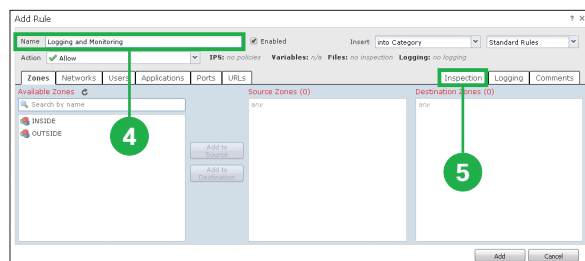 Add Rule ? ×
Name Logging and Monitoring Enabled Insert into Category Standard Rules
Action Allow IPS: no policies Variables: n/a Files: no inspection Logging: no logging
Zones Networks Users Applications Ports URLs Inspection Logging Comments
Available Zones Source Zones (0) Destination Zones (0)
Search by name any any
INSIDE
OUTSIDE
4
Add to Source
Add to Destination
5
Add Cancel